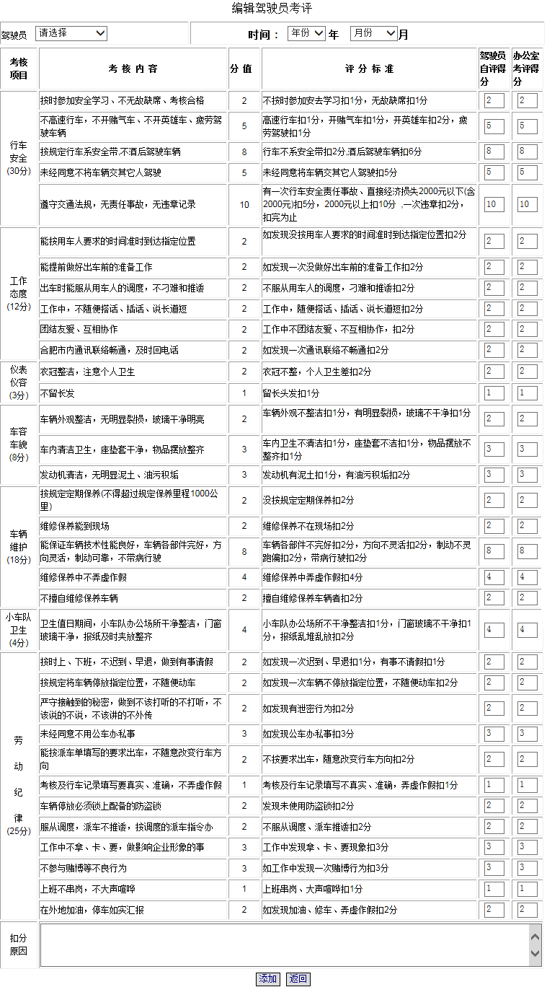 编辑驾驶员考评
驾驶员 请选择 时间： 年份 年 月份 月
考核
项目
考 核 内 容
分 值
评 分 标 准
驾驶员
自评得
分
办公室
考评得
分
行车
安全
(30分)
按时参加安全学习、不无故缺席、考核合格
2
不按时参加安去学习扣1分，无故缺席扣1分
2 2
不高速行车，不开赌气车、不开英雄车、疲劳驾
驶车辆
5
高速行车扣1分，开赌气车扣1分，开英雄车扣2分，疲
劳驾驶扣1分
5 5
按规定行车系安全带,不酒后驾驶车辆
8
行车不系安全带扣2分,酒后驾驶车辆扣6分
8 8
未经同意不将车辆交其它人驾驶
5
未经同意将车辆交其它人驾驶扣5分
5 5
遵守交通法规，无责任事故，无违章记录
10
有一次行车安全责任事故、直接经济损失2000元以下(含
2000元)扣5分，2000元以上扣10分 ,一次违章扣2分，
扣完为止
10 10
工作
态度
(12分)
能按用车人要求的时间准时到达指定位置
2
如发现没按用车人要求的时间准时到达指定位置扣2分
2 2
能提前做好出车前的准备工作
2
如发现一次没做好出车前的准备工作扣2分
2 2
出车时能服从用车人的调度，不刁难和推诿
2
不服从用车人的调度，刁难和推诿扣2分
2 2
工作中，不随便搭话、插话、说长道短
2
工作中，随便搭话、插话、说长道短扣2分
2 2
团结友爱、互相协作
2
工作中不团结友爱、不互相协作，扣2分
2 2
合肥市内通讯联络畅通，及时回电话
2
如发现一次通讯联络不畅通扣2分
2 2
仪表
仪容
(3分)
衣冠整洁，注意个人卫生
2
衣冠不整，个人卫生差扣2分
2 2
不留长发
1
留长头发扣1分
1 1
车容
车貌
(8分)
车辆外观整洁，无明显裂损，玻璃干净明亮
2
车辆外观不整洁扣1分，有明显裂损，玻璃不干净扣1分
2 2
车内清洁卫生，座垫套干净，物品摆放整齐
3
车内卫生不清洁扣1分，座垫套不洁扣1分，物品摆放不
整齐扣1分
3 3
发动机清洁，无明显泥土、油污积垢
3
发动机有泥土扣1分，有油污积垢扣2分
3 3
车辆
维护
(18分)
按规定定期保养(不得超过规定保养里程1000公
里)
2
没按规定定期保养扣2分
2 2
维修保养能到现场
2
维修保养不在现场扣2分
2 2
能保证车辆技术性能良好，车辆各部件完好，方
向灵活，制动可靠，不带病行驶
8
车辆各部件不完好扣2分，方向不灵活扣2分，制动不灵
跑偏扣2分，带病行驶扣2分
8 8
维修保养中不弄虚作假
4
维修保养中弄虚作假扣4分
4 4
不擅自维修保养车辆
2
擅自维修保养车辆者扣2分
2 2
小车队
卫生
(4分)
卫生值日期间，小车队办公场所干净整洁，门窗
玻璃干净，报纸及时夹放整齐
4
小车队办公场所不干净整洁扣1分，门窗玻璃不干净扣1
分，报纸乱堆乱放扣2分
4 4
劳
动
纪
律
(25分)
按时上、下班，不迟到、早退，做到有事请假
2
如发现一次迟到、早退扣1分，有事不请假扣1分
2 2
按规定将车辆停放指定位置，不随便动车
2
如发现一次车辆不停放指定位置，不随便动车扣2分
2 2
严守接触到的秘密，做到不该打听的不打听，不
该说的不说，不该讲的不外传
2
如发现有泄密行为扣2分
2 2
未经同意不用公车办私事
3
如发现公车办私事扣3分
3 3
能按派车单填写的要求出车，不随意改变行车方
向
2
不按要求出车，随意改变行车方向扣2分
2 2
考核及行车记录填写要真实、准确，不弄虚作假
1
考核及行车记录填写不真实、准确，弄虚作假扣1分
1 1
车辆停放必须锁上配备的防盗锁
2
发现未使用防盗锁扣2分
2 2
服从调度，派车不推诿，按调度的派车指令办
2
不服从调度、派车推诿扣2分
2 2
工作中不拿、卡、要，做影响企业形象的事
3
工作中发现拿、卡、要现象扣3分
3 3
不参与赌博等不良行为
3
如工作中发现一次赌博行为扣3分
3 3
上班不串岗，不大声喧哗
1
上班串岗、大声喧哗扣1分
1 1
在外地加油，停车如实汇报
2
如发现加油、修车、弄虚作假扣2分
2 2
扣分
原因
添加 返回